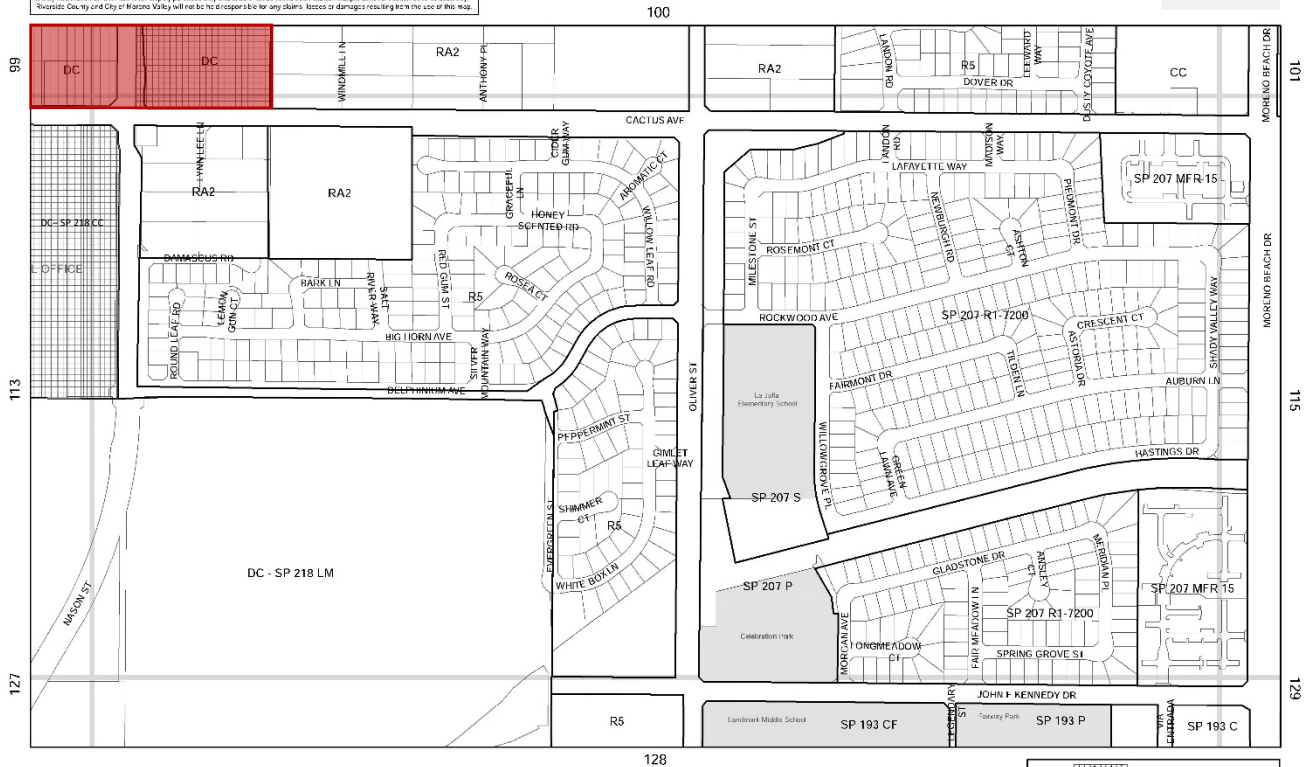 Riverside County and City of Moreno Valley will not be held responsible for any claims, losses or damages resulting from the use of this map.
100
99
101
DC
DC
WINDMILL LN
RA2
ANTHONY PL
RA2
LANDON RD
R5
LEEWARD WAY
DOVER DR
DUSTY COYOTE AVE
CC
MORENO BEACH DR
CACTUS AVE
LYNN LEE LN
RA2
RA2
CIDER GUM WAY
GRACEFUL LN
AROMATIC CT
HONEY SCENTED RD
WILLOW LEAF RD
LANDON RD
MADISON WAY
LAFAYETTE WAY
PIEDMONT DR
SP 207 MFR 15
DC- SP 218 CC
L OFFICE
DAMASCUS RD
BARK LN
RED GUM ST
ROSEA CT
R5
SALT RIVER WAY
LEMON GUN CT
ROUND LEAF RD
BIG HORN AVE
SILVER MOUNTAIN WAY
DELPHINIUM AVE
MILESTONE ST
ROSEMONT CT
NEWBURGH RD
ASHTON CT
ROCKWOOD AVE
SP 207 R1-7200
CRESCENT CT
ASTORIA DR
SHADY VALLEY WAY
MORENO BEACH DR
FAIRMONT DR
TILDEN LN
AUBURN LN
113
115
OLIVER ST
La Jolla
Elementary School
PEPPERMINT ST
GIMLET
LEAF WAY
WILLOWGROVE PL
GREEN LAWN AVE
HASTINGS DR
SP 207 S
SHIMMER CT
R5
EVERGREEN ST
WHITE BOX LN
DC - SP 218 LM
NASON ST
SP 207 P
GLADSTONE DR
ANSLEY CT
MERIDIAN PL
SP 207 MFR 15
SP 207 R1-7200
Celebration Park
MORGAN AVE
LONGMEADOW
CT
FAIR MEADOW LN
SPRING GROVE ST
127
129
JOHN F KENNEDY DR
R5
Landmark Middle School
SP 193 CF
LEGENDARY ST
Fairway Park
SP 193 P
VIA ENTRADA
SP 193 C
128